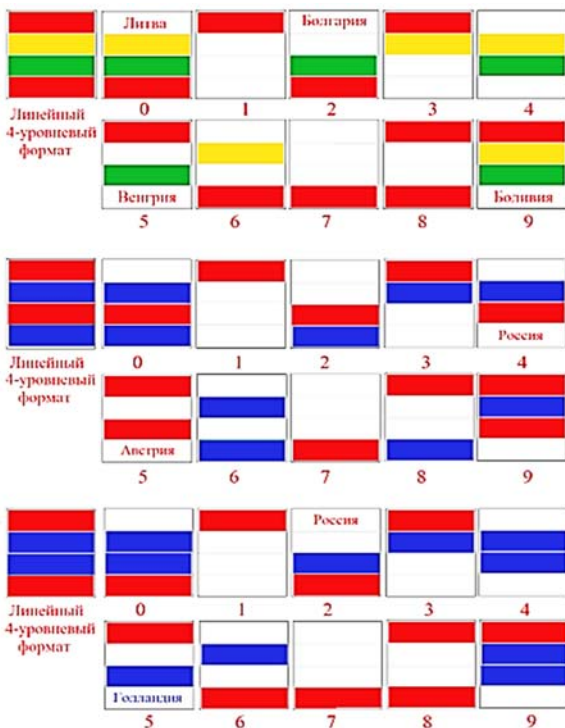 Литва Болгария
0 1 2 3 4
Линейный
4-уровневый
формат
Венгрия Боливия
5 6 7 8 9
Россия
0 1 2 3 4
Линейный
4-уровневый
формат
Австрия
5 6 7 8 9
Россия
0 1 2 3 4
Линейный
4-уровневый
формат
Голландия
5 6 7 8 9